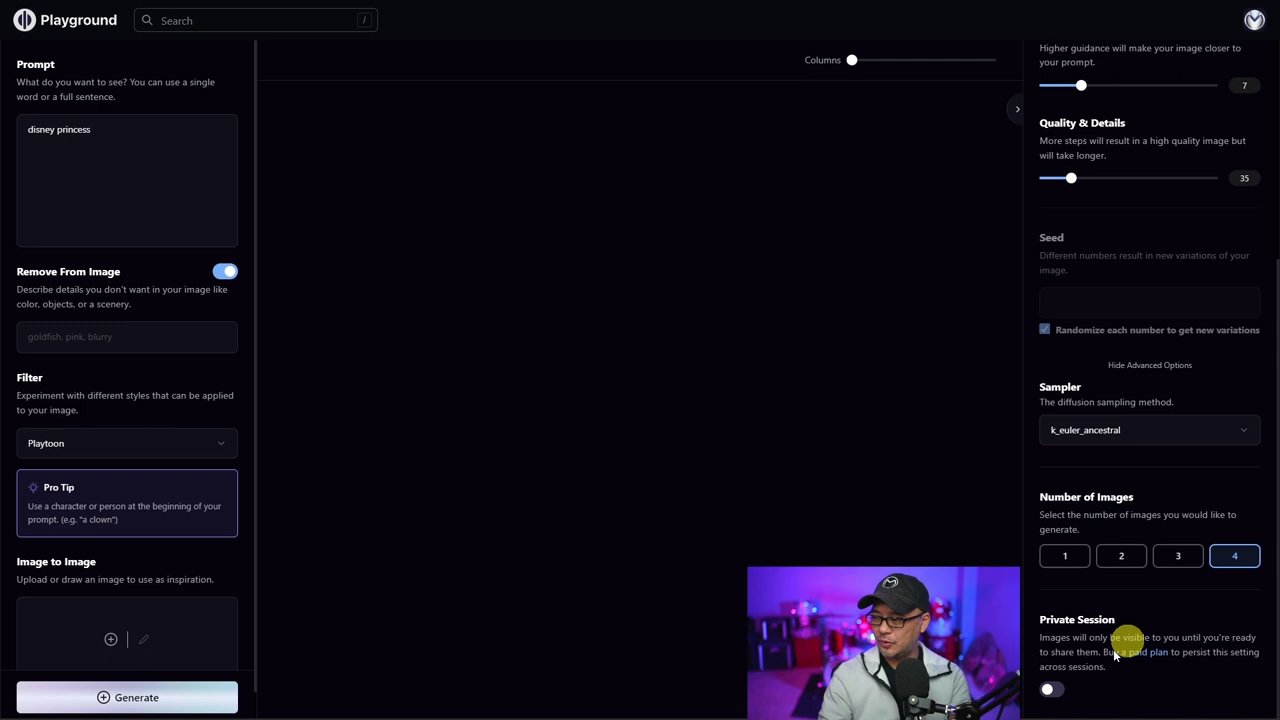 Playground
Search
/
Prompt
What do you want to see? You can use a single
word or a full sentence.
disney princess
Remove From Image
Describe details you don't want in your image like
color, objects, or a scenery.
goldfish, pink, blurry
Filter
Experiment with different styles that can be applied
to your image.
Playtoon
Pro Tip
Use a character or person at the beginning of your
prompt. (e.g. "a clown")
Image to Image
Upload or draw an image to use as inspiration.
Generate
Columns
Higher guidance will make your image closer to
your prompt.
7
Quality & Details
More steps will result in a high quality image but
will take longer.
35
Seed
Different numbers result in new variations of your
image.
Randomize each number to get new variations
Hide Advanced Options
Sampler
The diffusion sampling method.
k_euler_ancestral
Number of Images
Select the number of images you would like to
generate.
1 2 3 4
Private Session
Images will only be visible to you until you're ready
to share them. Buy a paid plan to persist this setting
across sessions.